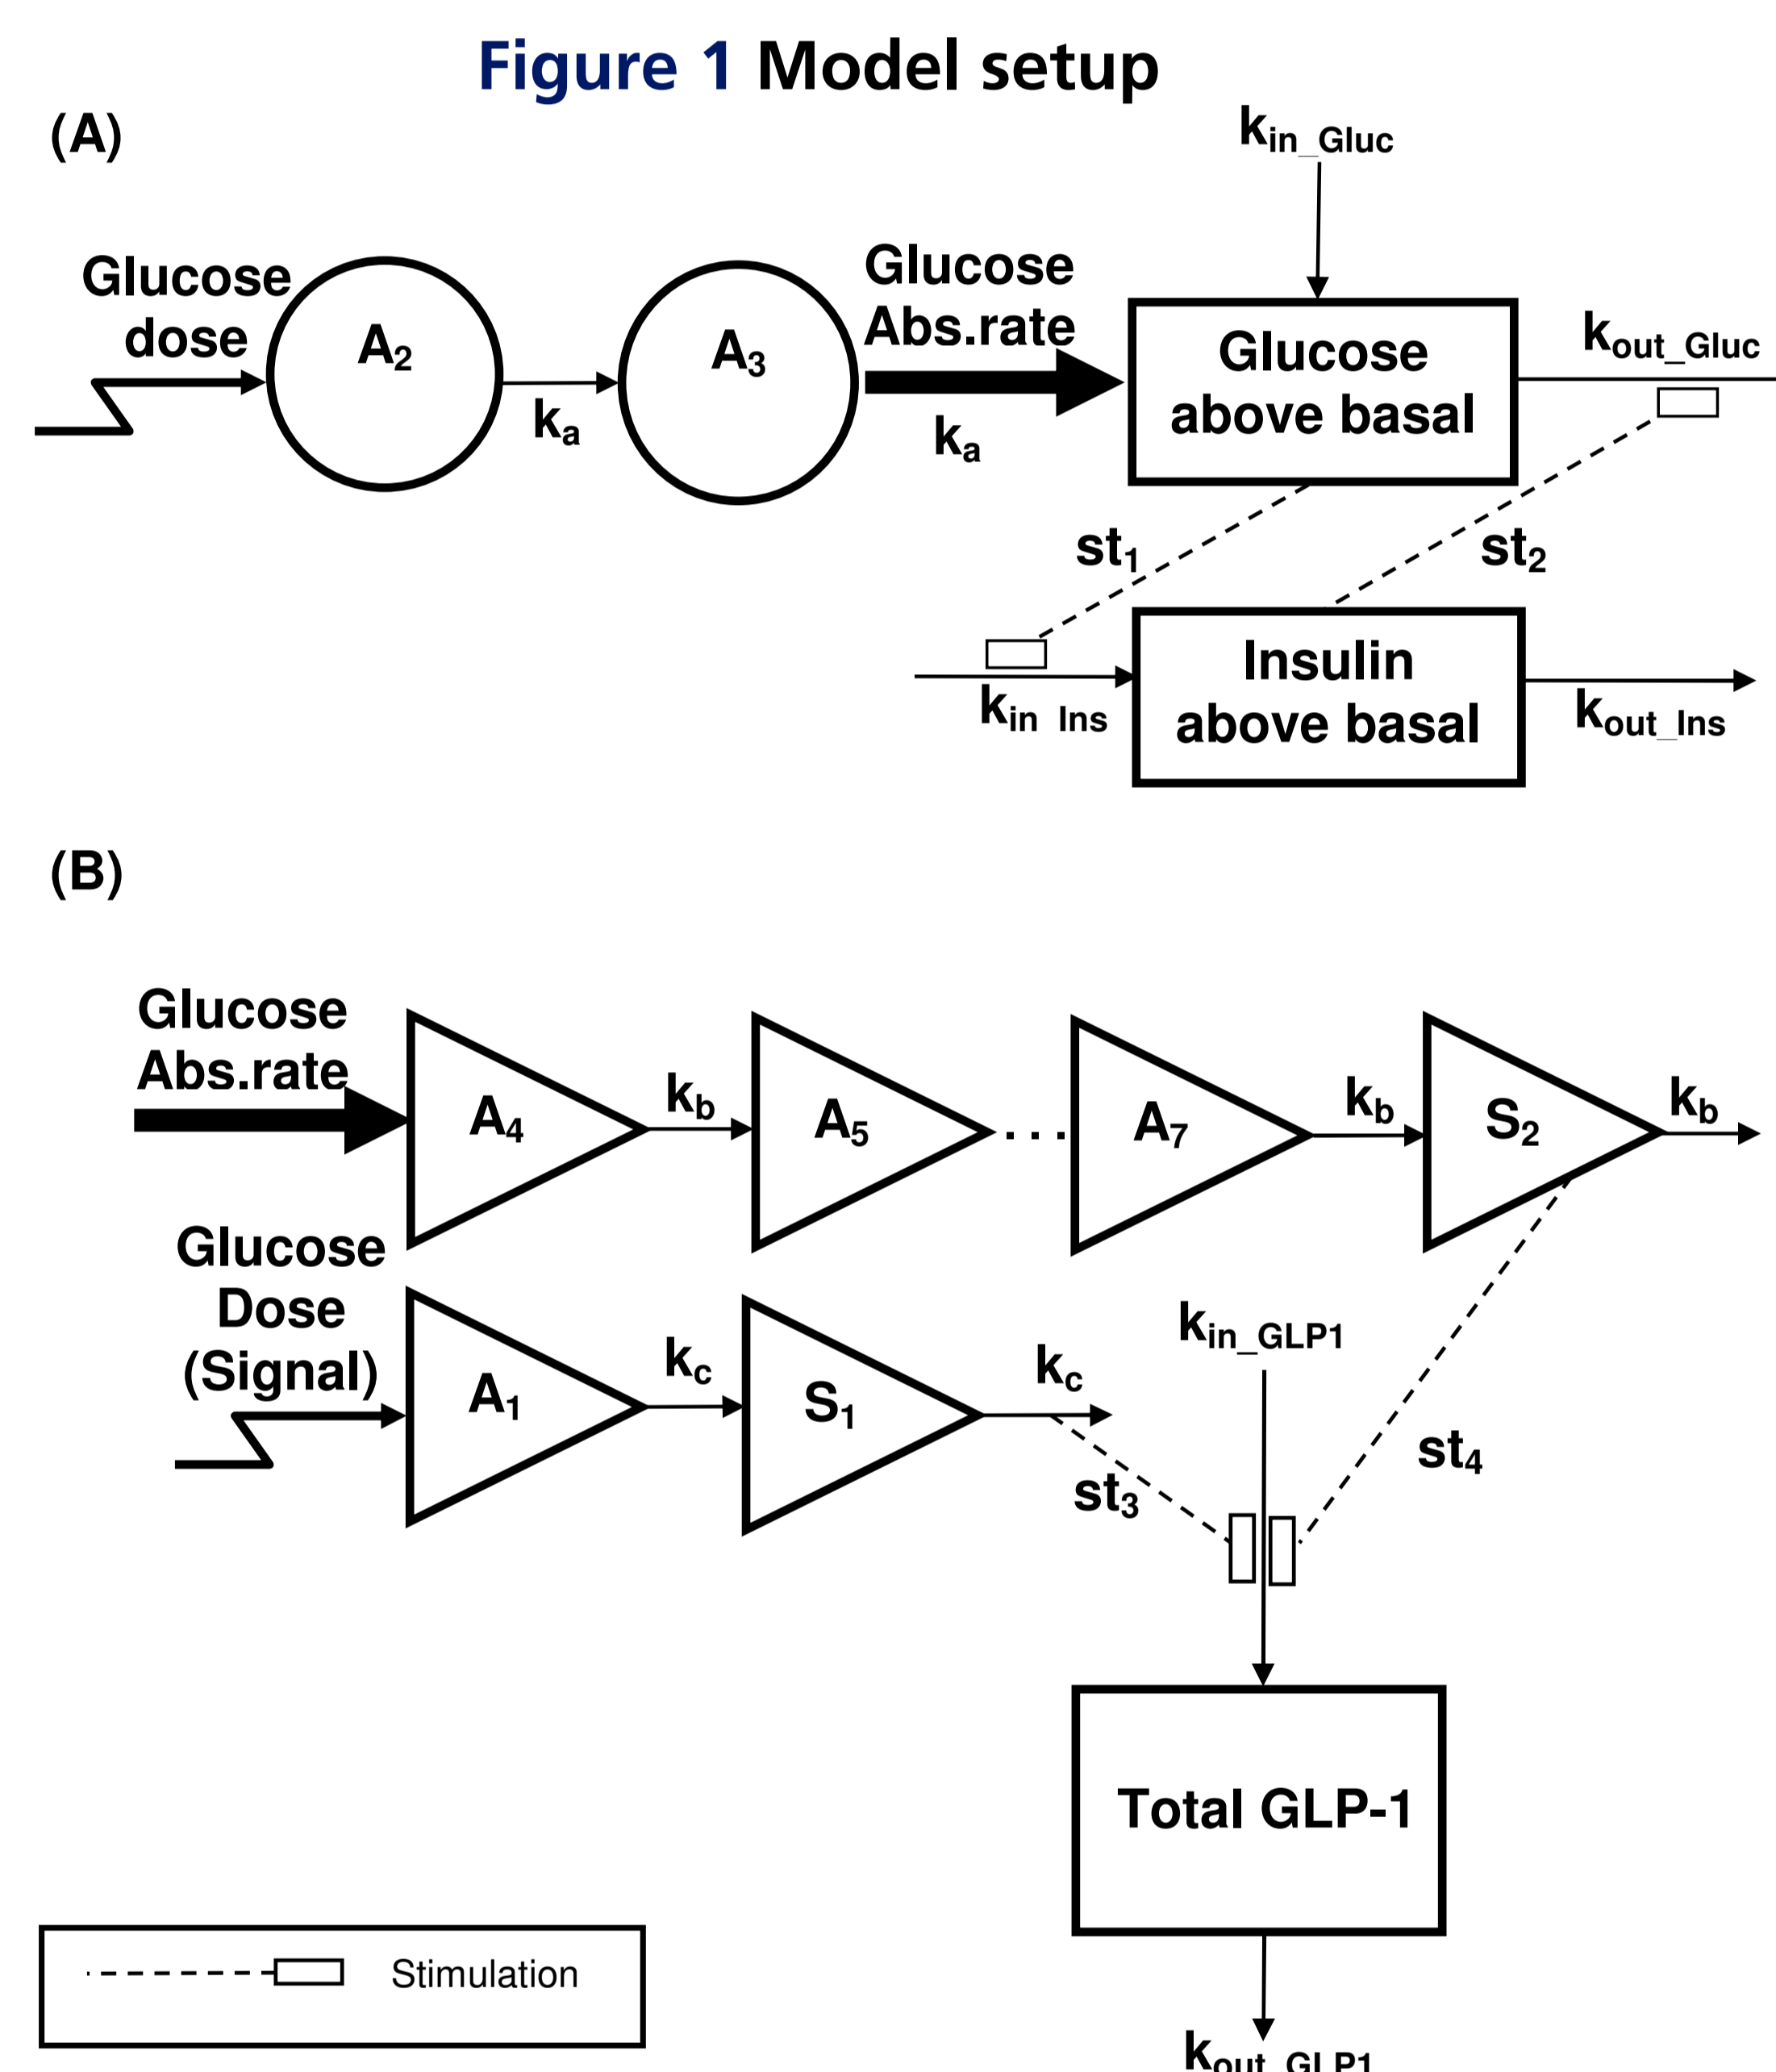 Figure 1 Model setup
(A)
kin_Gluc
Glucose
dose
A2
ka
A3
Glucose
Abs.rate
ka
Glucose
above basal
kout_Gluc
st1
st2
kin Ins
Insulin
above basal
kout_Ins
(B)
Glucose
Abs.rate
A4
kb
A5
....
A7
kb
S2
kb
Glucose
Dose
(Signal)
A1
kc
S1
kc
kin_GLP1
st3
st4
Total GLP-1
Stimulation
kout_GLP1